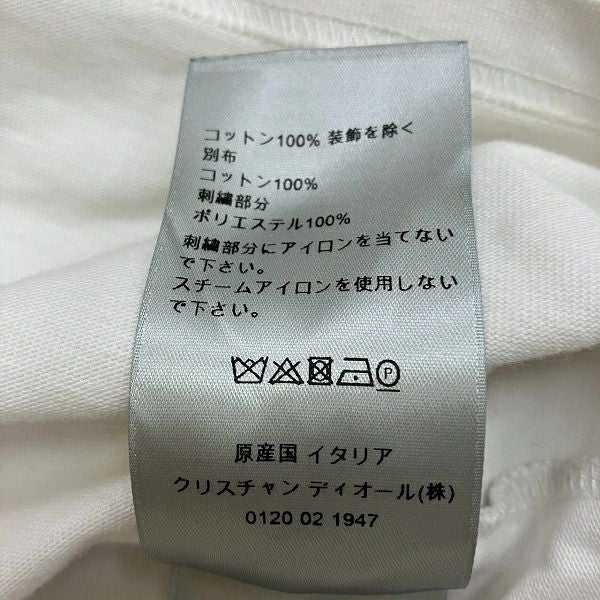 コットン100% 装飾を除く
別布
コットン100%
刺繍部分
ポリエステル100%
刺繍部分にアイロンを当てない
で下さい。
スチームアイロンを使用しない
で下さい。
P
原産国 イタリア
クリスチャン ディオール(株)
0120 02 1947